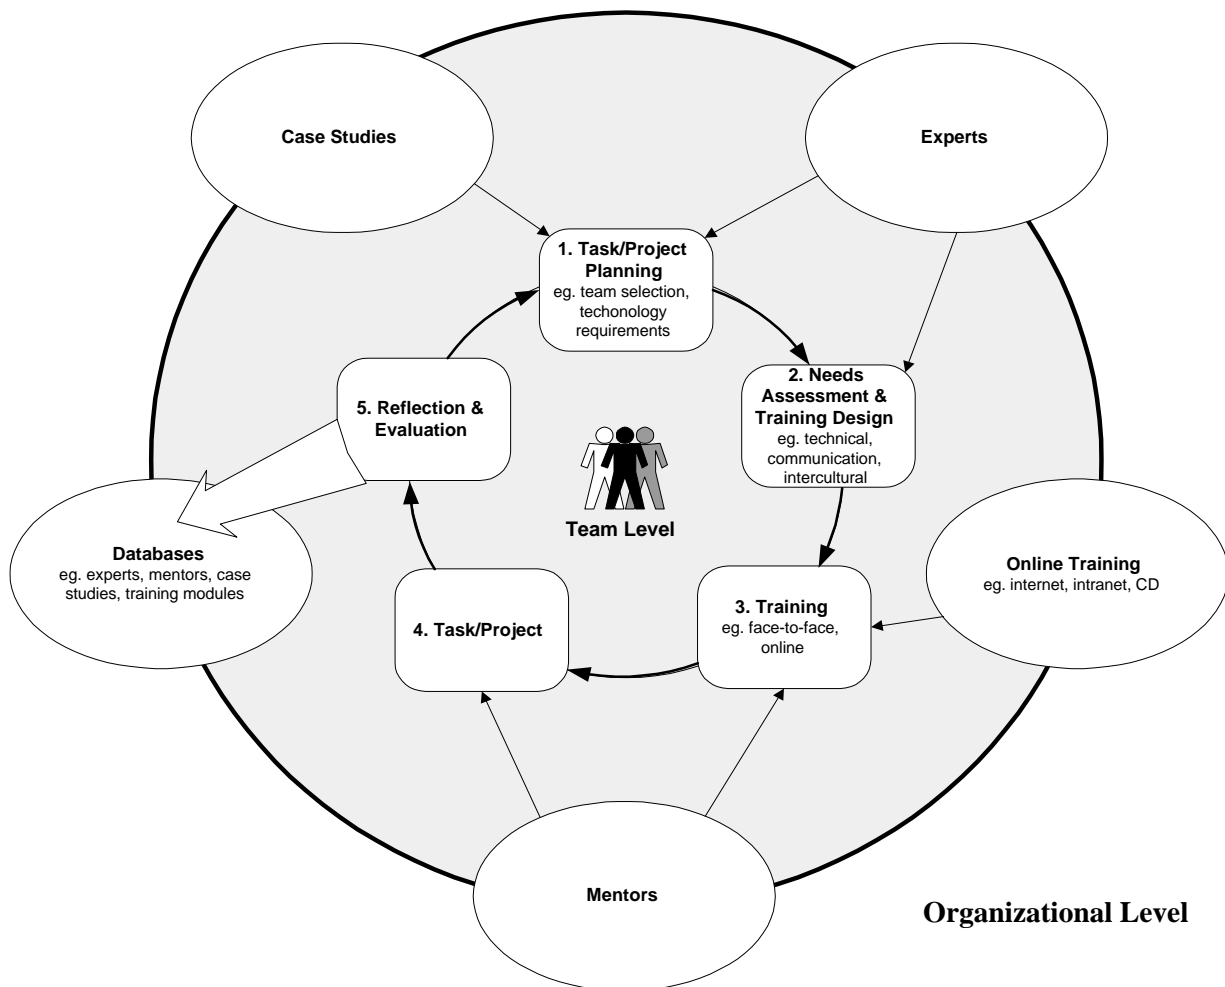 Case Studies
Experts
1. Task/Project
Planning
eg. team selection,
techonology
requirements
2. Needs
Assessment &
Training Design
eg. technical,
communication,
intercultural
5. Reflection &
Evaluation
Team Level
Databases
eg. experts, mentors, case
studies, training modules
Online Training
eg. internet, intranet, CD
3. Training
eg. face-to-face,
online
4. Task/Project
Mentors
Organizational Level